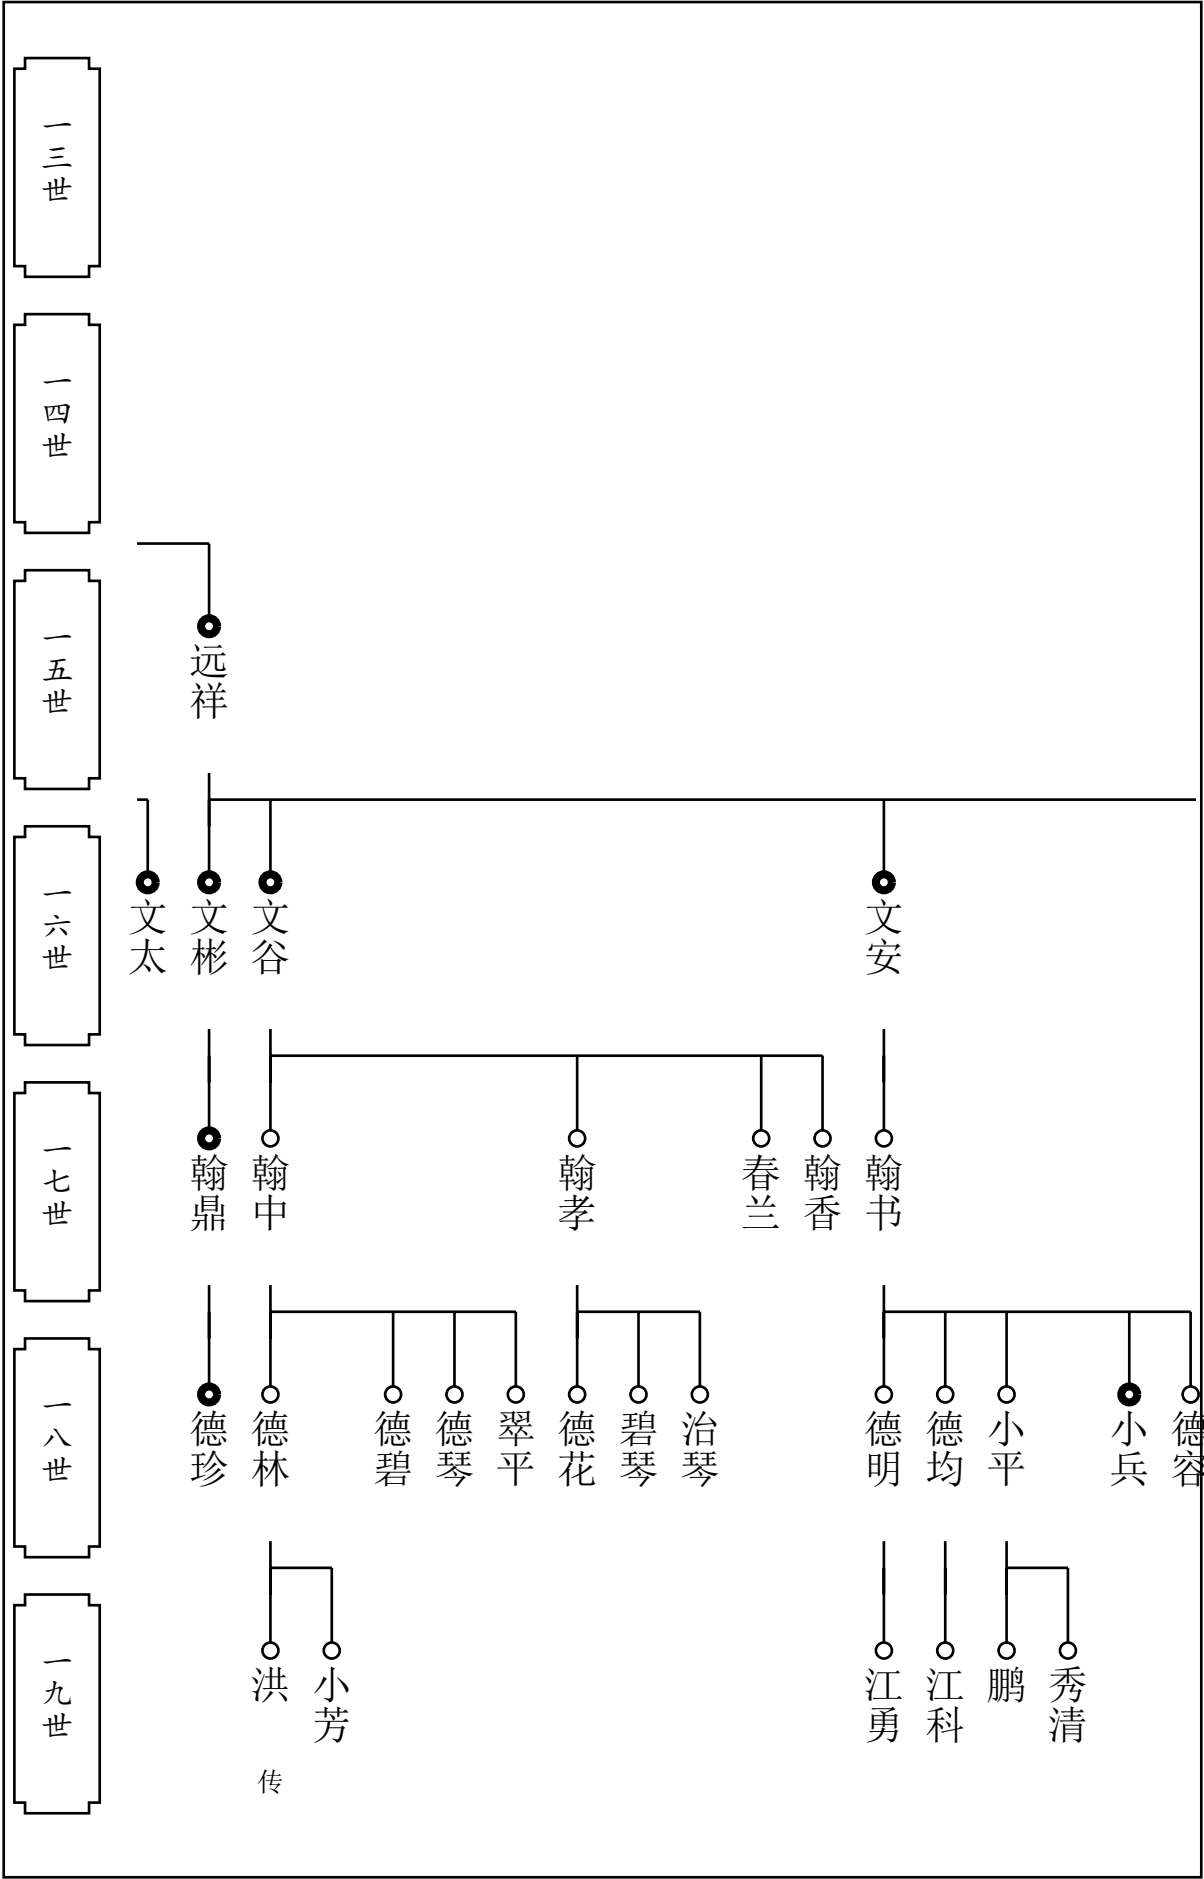 一三世
一四世
一五世
远祥
一六世
文太
文彬
文谷
文安
一七世
翰鼎
翰中
翰孝
春兰
翰香
翰书
一八世
德珍
德林
德碧
德琴
翠平
德花
碧琴
治琴
德明
德均
小平
小兵
德容
一九世
洪
小芳
江勇
江科
鹏
秀清
传